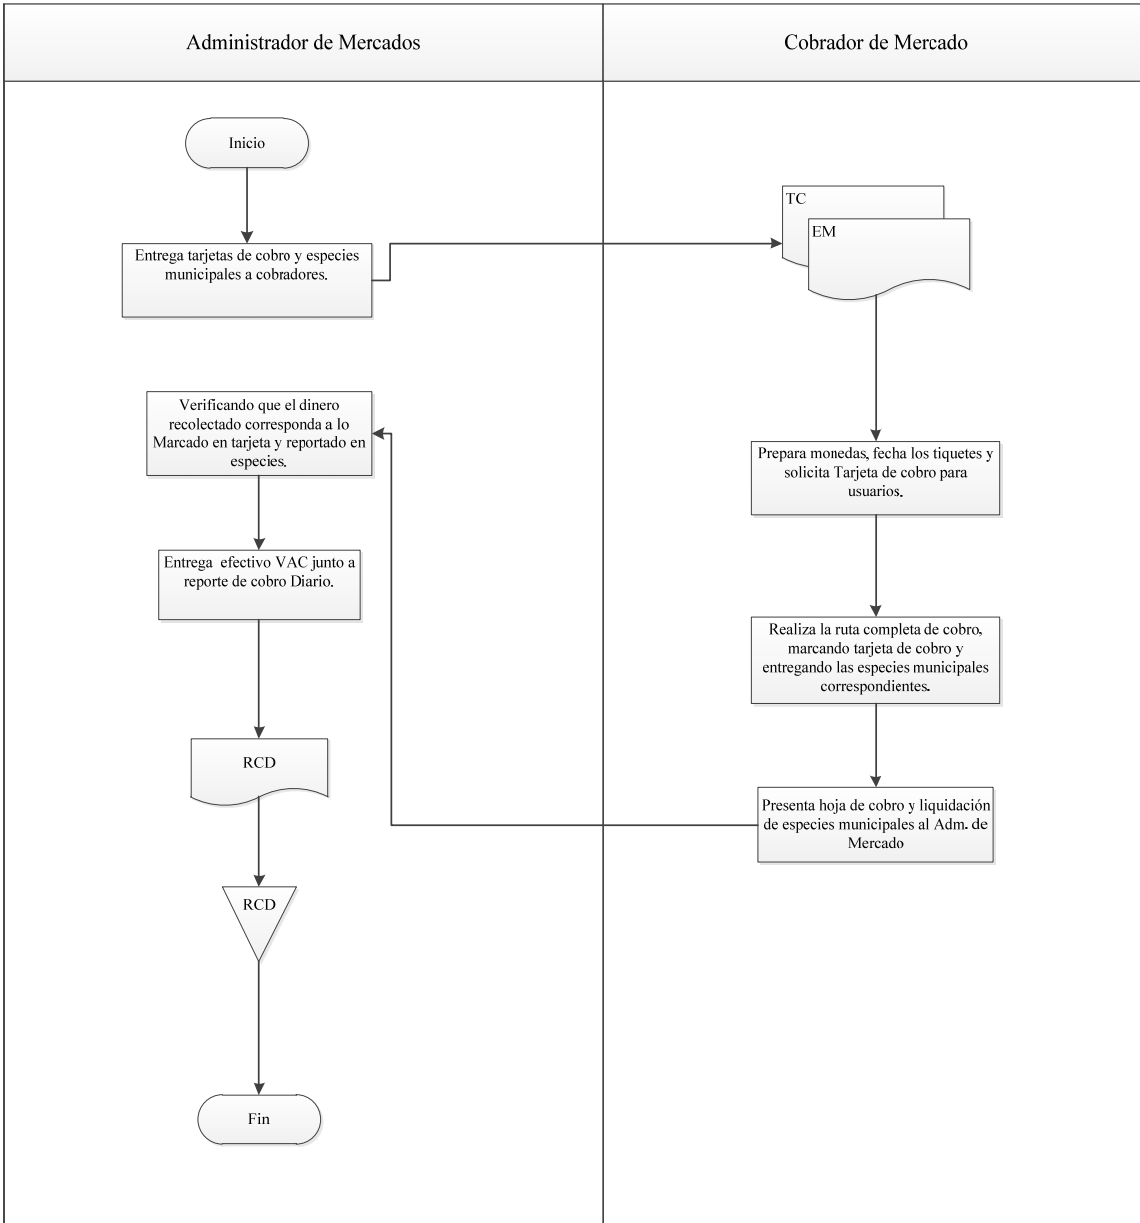 Administrador de Mercados
Cobrador de Mercado
Inicio
Entrega tarjetas de cobro y especies
municipales a cobradores.
TC
EM
Prepara monedas, fecha los tiquetes y
solicita Tarjeta de cobro para
usuarios.
Realiza la ruta completa de cobro,
marcando tarjeta de cobro y
entregando las especies municipales
correspondientes.
Presenta hoja de cobro y liquidación
de especies municipales al Adm. de
Mercado
Verificando que el dinero
recolectado corresponda a lo
Marcado en tarjeta y reportado en
especies.
Entrega  efectivo VAC junto a
reporte de cobro Diario.
RCD
RCD
Fin